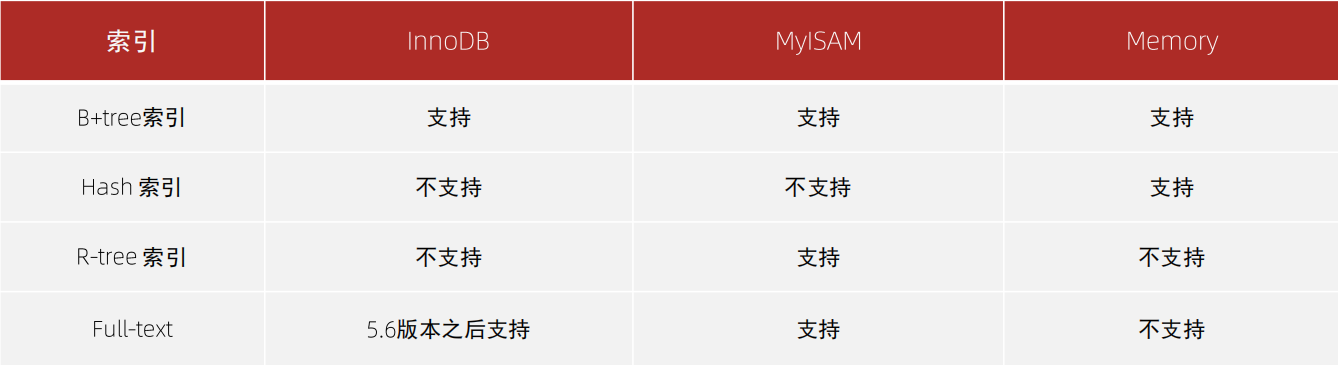 索引 InnoDB MyISAM Memory
B+tree索引 支持 支持 支持
Hash 索引 不支持 不支持 支持
R-tree 索引 不支持 支持 不支持
Full-text 5.6版本之后支持 支持 不支持